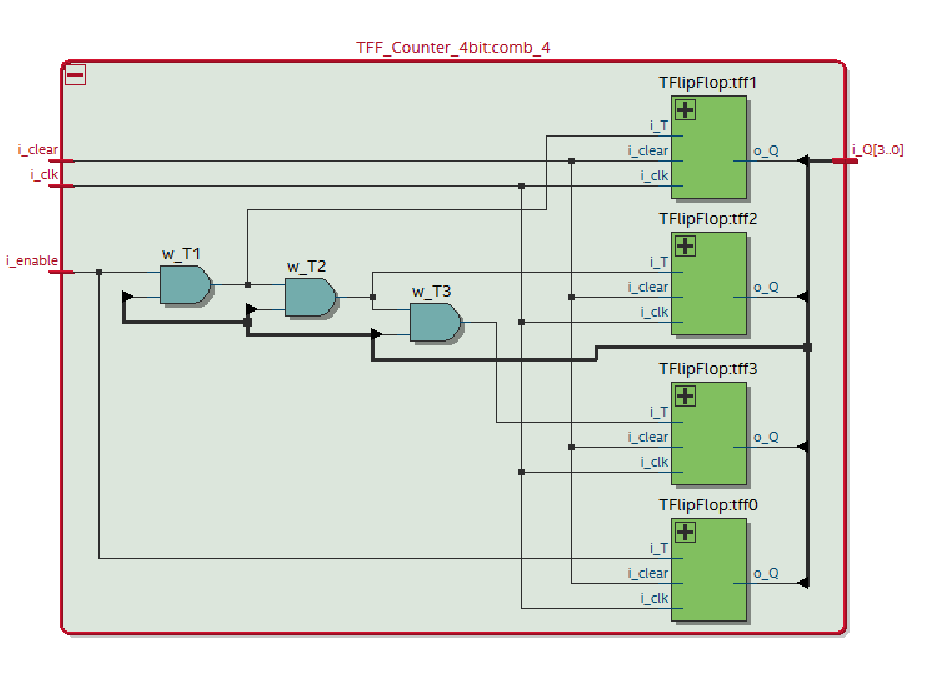 TFF_Counter_4bit:comb_4
TFlipFlop:tff1
i_T
i_clear
i_clk
o_Q
i_clear
i_clk
i_Q[3..0]
TFlipFlop:tff2
i_T
i_clear
i_clk
o_Q
i_enable
w_T1
w_T2
w_T3
TFlipFlop:tff3
i_T
i_clear
i_clk
o_Q
TFlipFlop:tff0
i_T
i_clear
i_clk
o_Q